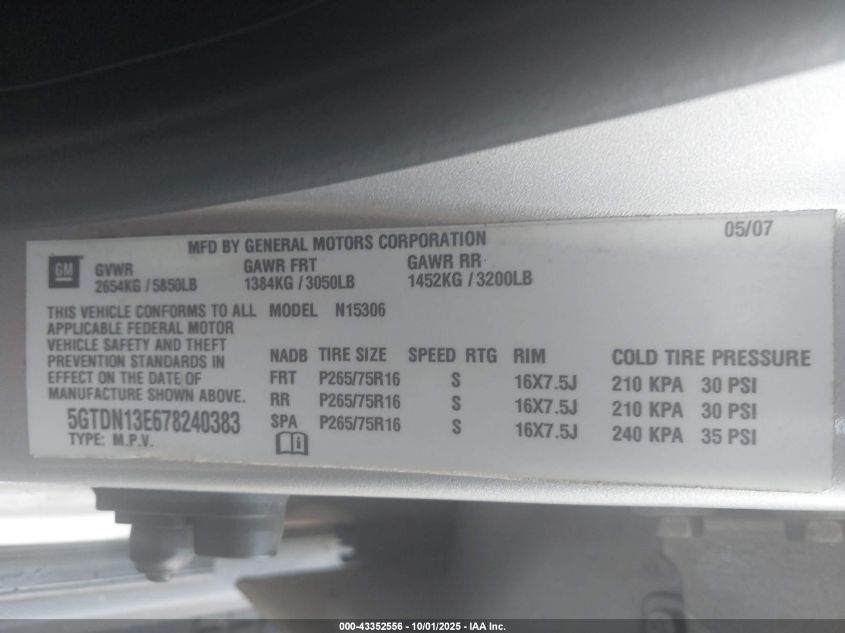 MFD BY GENERAL MOTORS CORPORATION 05/07
GM
GVWR GAWR FRT GAWR RR
2654KG / 5850LB 1384KG / 3050LB 1452KG / 3200LB
THIS VEHICLE CONFORMS TO ALL
APPLICABLE FEDERAL MOTOR
VEHICLE SAFETY AND THEFT
PREVENTION STANDARDS IN
EFFECT ON THE DATE OF
MANUFACTURE SHOWN ABOVE.
5GTDN13E678240383
TYPE: M.P.V.
MODEL N15306
NADB TIRE SIZE SPEED RTG RIM COLD TIRE PRESSURE
FRT P265/75R16 S 16X7.5J 210 KPA 30 PSI
RR P265/75R16 S 16X7.5J 210 KPA 30 PSI
SPA P265/75R16 S 16X7.5J 240 KPA 35 PSI
000-43352556 - 10/01/2025 - IAA Inc.